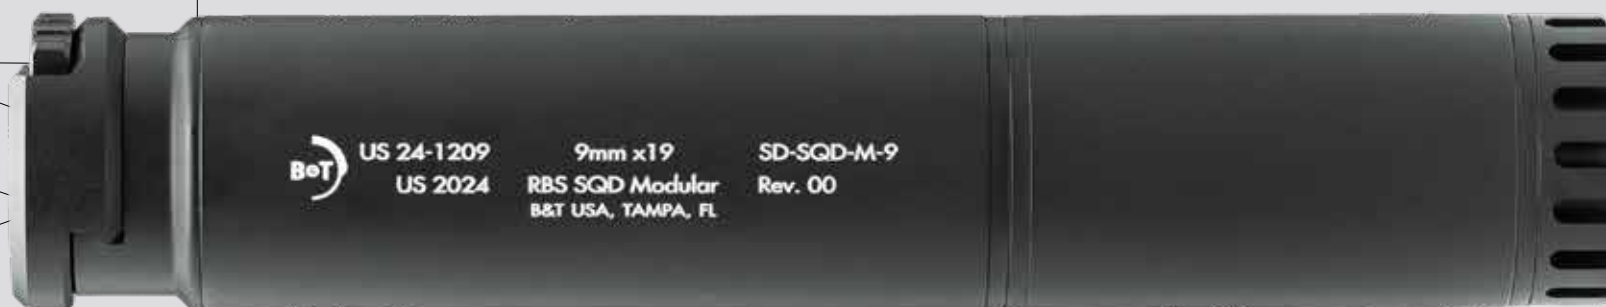 B&T
US 24-1209
US 2024
9mm x19
RBS SQD Modular
B&T USA, TAMPA, FL
SD-SQD-M-9
Rev. 00